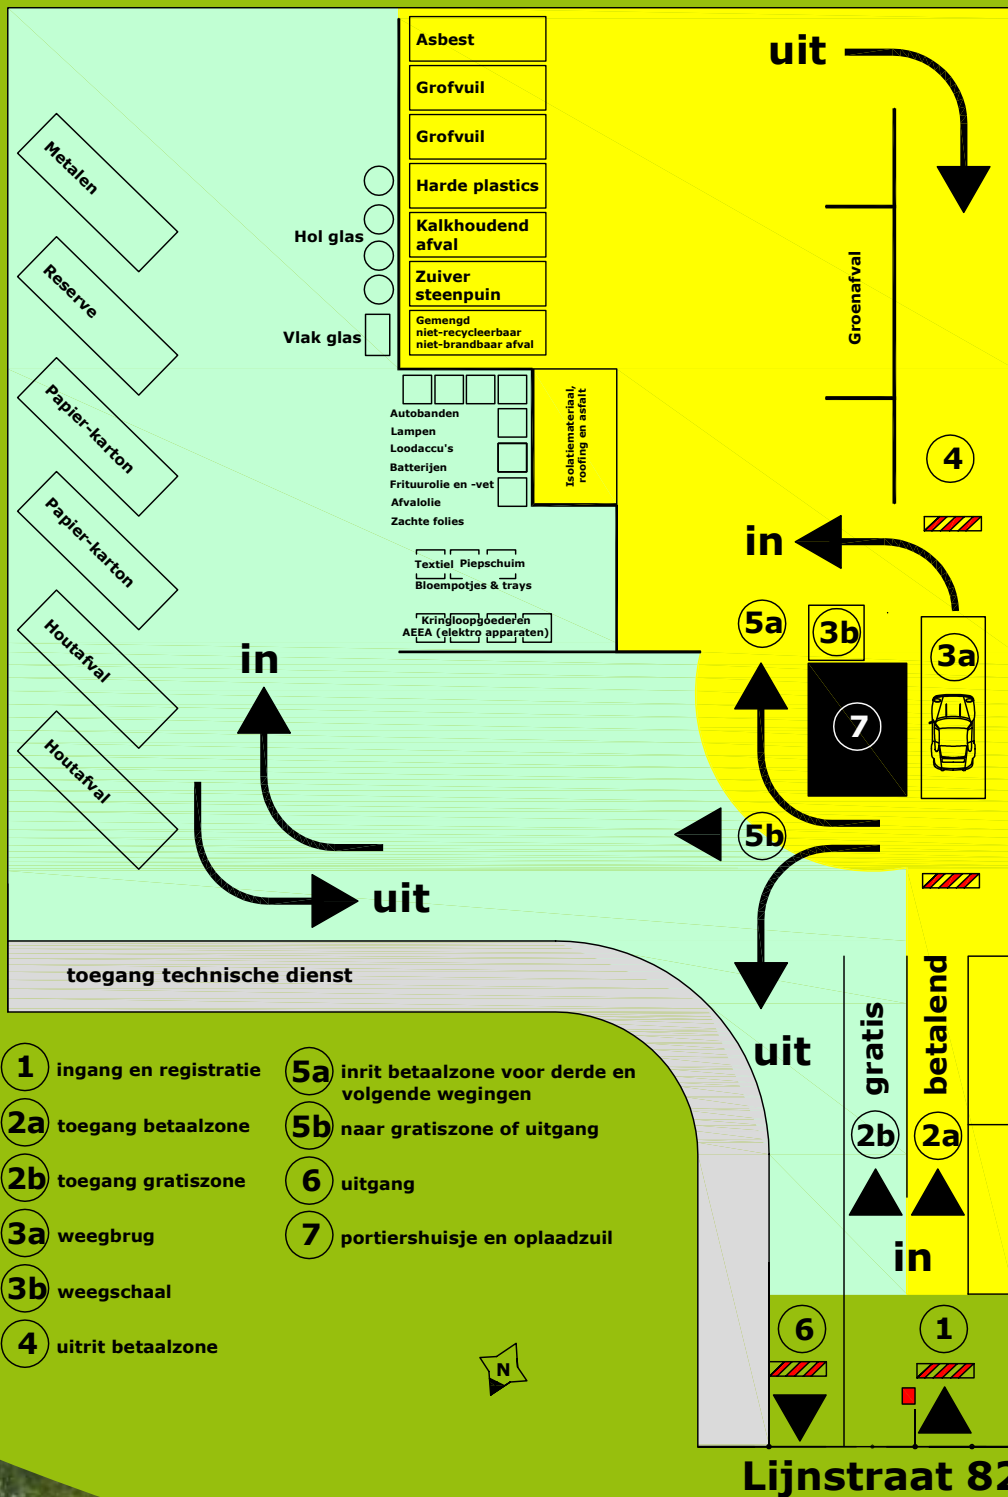 Asbest
Grofvuil
Grofvuil
Harde plastics
Kalkhoudend
afval
Zuiver
steenpuin
Gemengd
niet-recycleerbaar
niet-brandbaar afval
uit
Metalen
Reserve
Papier-karton
Papier-karton
Houtafval
Houtafval
Hol glas
Vlak glas
Autobanden
Lampen
Loodaccu's
Batterijen
Frituurolie en -vet
Afvalolie
Zachte folies
Isolatiemateriaal,
roofing en asfalt
Textiel
Piepschuim
Bloempotjes & trays
Kringloopgoederen
AEEA (elektro apparaten)
Groenafval
4
in
5a
3b
3a
7
5b
in
uit
uit
toegang technische dienst
gratis
betalend
2b
2a
in
6
1
1 ingang en registratie
2a toegang betaalzone
2b toegang gratiszone
3a weegbrug
3b weegschaal
4 uitrit betaalzone
5a inrit betaalzone voor derde en
volgende wegingen
5b naar gratiszone of uitgang
6 uitgang
7 portiershuisje en oplaadzuil
N
Lijnstraat 82